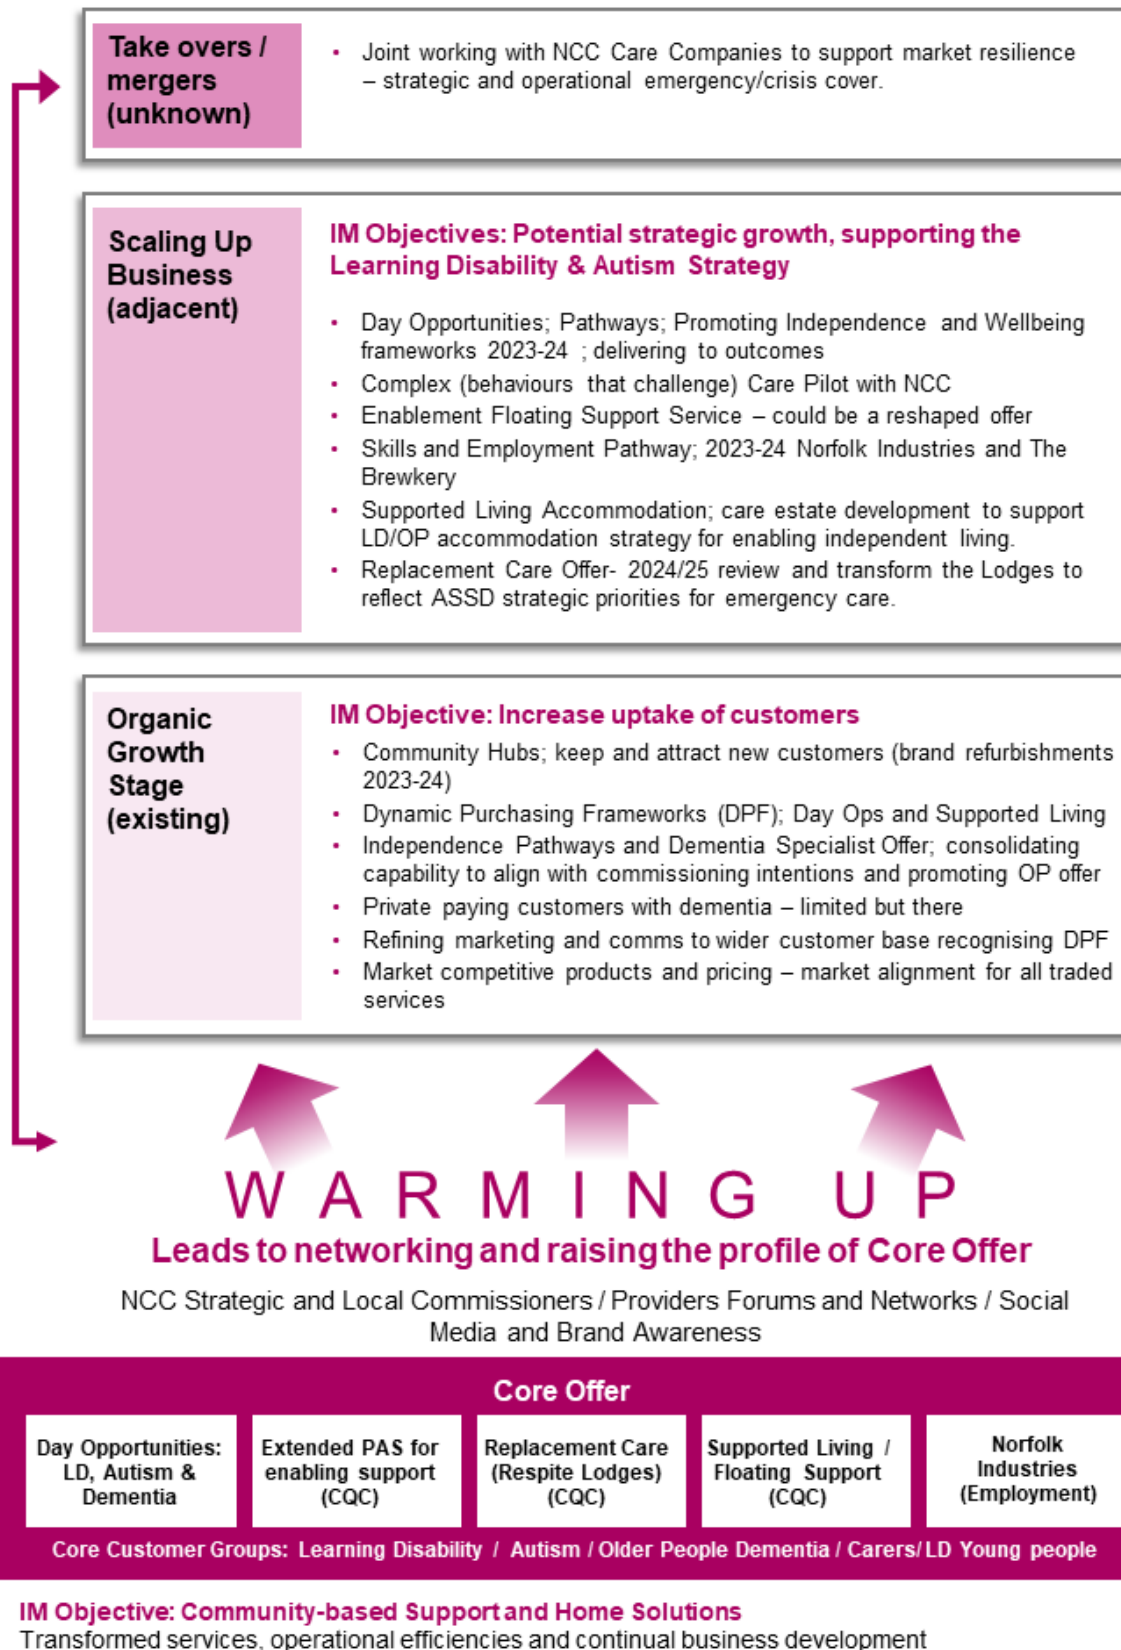 Take overs /
mergers
(unknown)
• Joint working with NCC Care Companies to support market resilience
– strategic and operational emergency/crisis cover.
Scaling Up
Business
(adjacent)
IM Objectives: Potential strategic growth, supporting the
Learning Disability & Autism Strategy
• Day Opportunities; Pathways; Promoting Independence and Wellbeing
frameworks 2023-24 ; delivering to outcomes
• Complex (behaviours that challenge) Care Pilot with NCC
• Enablement Floating Support Service – could be a reshaped offer
• Skills and Employment Pathway; 2023-24 Norfolk Industries and The
Brewkery
• Supported Living Accommodation; care estate development to support
LD/OP accommodation strategy for enabling independent living.
• Replacement Care Offer- 2024/25 review and transform the Lodges to
reflect ASSD strategic priorities for emergency care.
Organic
Growth
Stage
(existing)
IM Objective: Increase uptake of customers
• Community Hubs; keep and attract new customers (brand refurbishments
2023-24)
• Dynamic Purchasing Frameworks (DPF); Day Ops and Supported Living
• Independence Pathways and Dementia Specialist Offer; consolidating
capability to align with commissioning intentions and promoting OP offer
• Private paying customers with dementia – limited but there
• Refining marketing and comms to wider customer base recognising DPF
• Market competitive products and pricing – market alignment for all traded
services
WARMING UP
Leads to networking and raising the profile of Core Offer
NCC Strategic and Local Commissioners / Providers Forums and Networks / Social
Media and Brand Awareness
Core Offer
Day Opportunities:
LD, Autism &
Dementia
Extended PAS for
enabling support
(CQC)
Replacement Care
(Respite Lodges)
(CQC)
Supported Living /
Floating Support
(CQC)
Norfolk
Industries
(Employment)
Core Customer Groups: Learning Disability / Autism / Older People Dementia / Carers/ LD Young people
IM Objective: Community-based Support and Home Solutions
Transformed services, operational efficiencies and continual business development